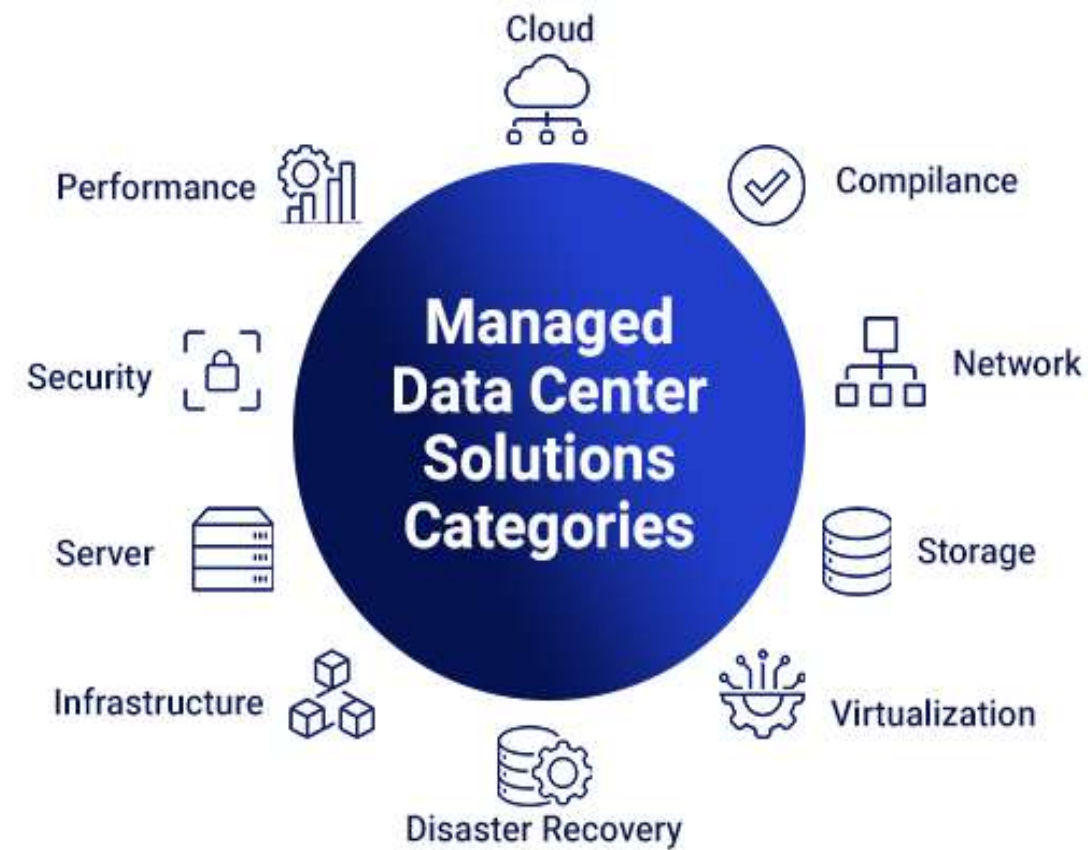 Cloud
Performance
Compilance
Managed
Data Center
Solutions
Categories
Security
Network
Server
Storage
Infrastructure
Virtualization
Disaster Recovery